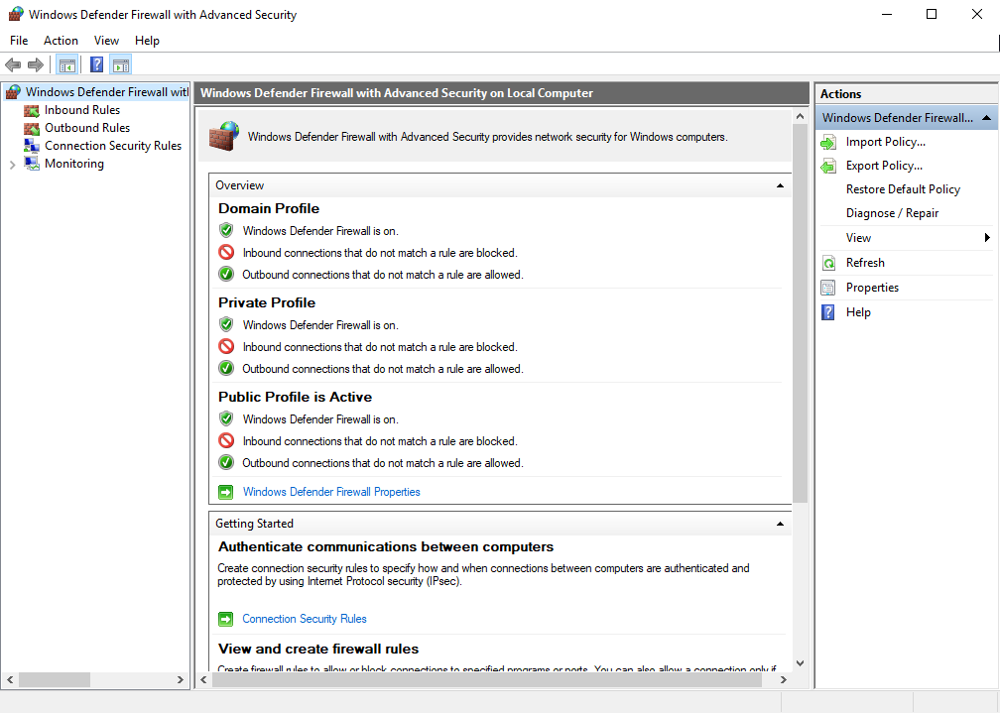 Windows Defender Firewall with Advanced Security
File Action View Help
Windows Defender Firewall wit
Inbound Rules
Outbound Rules
Connection Security Rules
Monitoring
Windows Defender Firewall with Advanced Security on Local Computer
Windows Defender Firewall with Advanced Security provides network security for Windows computers.
Overview
Domain Profile
Windows Defender Firewall is on.
Inbound connections that do not match a rule are blocked.
Outbound connections that do not match a rule are allowed.
Private Profile
Windows Defender Firewall is on.
Inbound connections that do not match a rule are blocked.
Outbound connections that do not match a rule are allowed.
Public Profile is Active
Windows Defender Firewall is on.
Inbound connections that do not match a rule are blocked.
Outbound connections that do not match a rule are allowed.
Windows Defender Firewall Properties
Getting Started
Authenticate communications between computers
Create connection security rules to specify how and when connections between computers are authenticated and
protected by using Internet Protocol security (IPsec).
Connection Security Rules
View and create firewall rules
Create firewall rules to allow or block connections to specified programs or ports. You can also allow a connection only if
Actions
Windows Defender Firewall...
Import Policy...
Export Policy...
Restore Default Policy
Diagnose / Repair
View
Refresh
Properties
Help